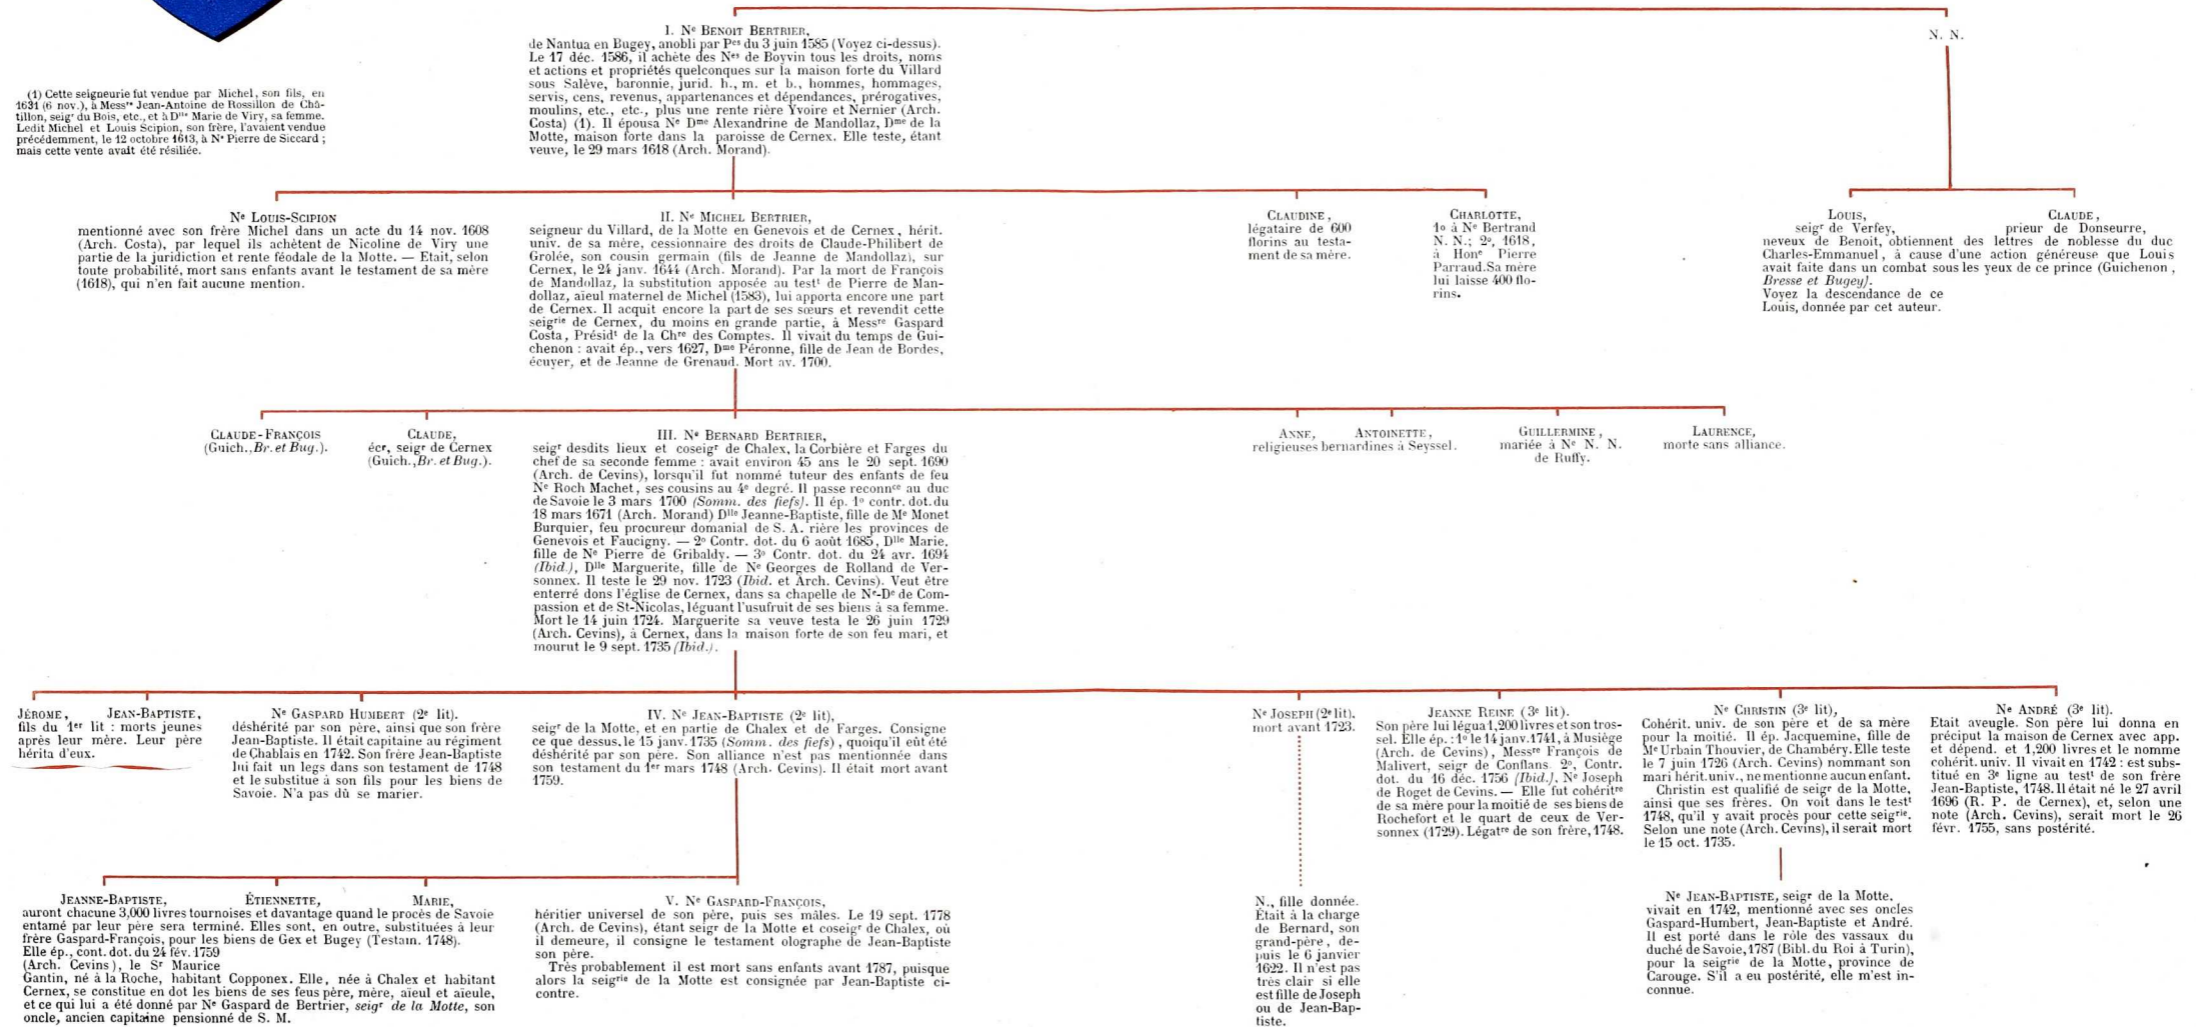 I. Nᵉ BENOIT BERTRIER,
de Nantua en Bugey, anobli par Pᵉˢ du 3 juin 1585 (Voyez ci-dessus).
Le 17 déc. 1586, il achète des Nᵉˢ de Boyvin tous les droits, noms
et actions et propriétés quelconques sur la maison forte du Villard
sous Salève, baronnie, jurid. h., m. et b., hommes, hommages,
servis, cens, revenus, appartenances et dépendances, prérogatives,
moulins, etc., etc., plus une rente rière Yvoire et Nernier (Arch.
Costa) (1). Il épousa Nᵉ Dᵐᵉ Alexandrine de Mandollaz, Dᵐᵉ de la
Motte, maison forte dans la paroisse de Cernex. Elle teste, étant
veuve, le 29 mars 1618 (Arch. Morand).
N. N.
(1) Cette seigneurie fut vendue par Michel, son fils, en
1631 (6 nov.), à Messʳᵉ Jean-Antoine de Rossillon de Châ-
tillon, seigʳ du Bois, etc., et à Dˡˡᵉ Marie de Viry, sa femme.
Ledit Michel et Louis Scipion, son frère, l'avaient vendue
précédemment, le 12 octobre 1613, à Nᵉ Pierre de Siccard ;
mais cette vente avait été résiliée.
Nᵉ LOUIS-SCIPION
mentionné avec son frère Michel dans un acte du 14 nov. 1608
(Arch. Costa), par lequel ils achètent de Nicoline de Viry une
partie de la juridiction et rente féodale de la Motte. — Etait, selon
toute probabilité, mort sans enfants avant le testament de sa mère
(1618), qui n'en fait aucune mention.
II. Nᵉ MICHEL BERTRIER,
seigneur du Villard, de la Motte en Genevois et de Cernex, hérit.
univ. de sa mère, cessionnaire des droits de Claude-Philibert de
Grolée, son cousin germain (fils de Jeanne de Mandollaz), sur
Cernex, le 24 janv. 1644 (Arch. Morand). Par la mort de François
de Mandollaz, la substitution apposée au testᵗ de Pierre de Man-
dollaz, aïeul maternel de Michel (1583), lui apporta encore une part
de Cernex. Il acquit encore la part de ses sœurs et revendit cette
seigʳⁱᵉ de Cernex, du moins en grande partie, à Messʳᵉ Gaspard
Costa, Présidᵗ de la Chʳᵉ des Comptes. Il vivait du temps de Gui-
chenon : avait ép., vers 1627, Dᵐᵉ Péronne, fille de Jean de Bordes,
écuyer, et de Jeanne de Grenaud. Mort av. 1700.
CLAUDINE,
légataire de 600
florins au testa-
ment de sa mère.
CHARLOTTE,
1º à Nᵉ Bertrand
N. N.; 2º, 1618,
à Honᵉ Pierre
Parraud. Sa mère
lui laisse 400 flo-
rins.
LOUIS, CLAUDE,
seigʳ de Verfey, prieur de Donseurre,
neveux de Benoit, obtiennent des lettres de noblesse du duc
Charles-Emmanuel, à cause d'une action généreuse que Louis
avait faite dans un combat sous les yeux de ce prince (Guichenon,
Bresse et Bugey).
Voyez la descendance de ce
Louis, donnée par cet auteur.
CLAUDE-FRANÇOIS
(Guich., Br. et Bug.).
CLAUDE,
écʳ, seigʳ de Cernex
(Guich., Br. et Bug.).
III. Nᵉ BERNARD BERTRIER,
seigʳ desdits lieux et coseigʳ de Chalex, la Corbière et Farges du
chef de sa seconde femme : avait environ 45 ans le 20 sept. 1690
(Arch. de Cevins), lorsqu'il fut nommé tuteur des enfants de feu
Nᵉ Roch Machet, ses cousins au 4ᵉ degré. Il passe reconnᶜᵉ au duc
de Savoie le 3 mars 1700 (Somm. des fiefs). Il ép. 1º contr. dot. du
18 mars 1671 (Arch. Morand) Dˡˡᵉ Jeanne-Baptiste, fille de Mᵉ Monet
Burquier, feu procureur domanial de S. A. rière les provinces de
Genevois et Faucigny. — 2º Contr. dot. du 6 août 1685, Dˡˡᵉ Marie,
fille de Nᵉ Pierre de Gribaldy. — 3º Contr. dot. du 24 avr. 1694
(Ibid.), Dˡˡᵉ Marguerite, fille de Nᵉ Georges de Rolland de Ver-
sonnex. Il teste le 29 nov. 1723 (Ibid. et Arch. Cevins). Veut être
enterré dons l'église de Cernex, dans sa chapelle de Nᵉ-Dᵉ de Com-
passion et de St-Nicolas, léguant l'usufruit de ses biens à sa femme.
Mort le 14 juin 1724. Marguerite sa veuve testa le 26 juin 1729
(Arch. Cevins), à Cernex, dans la maison forte de son feu mari, et
mourut le 9 sept. 1735 (Ibid.).
ANNE, ANTOINETTE,
religieuses bernardines à Seyssel.
GUILLERMINE,
mariée à Nᵉ N. N.
de Ruffy.
LAURENCE,
morte sans alliance.
JÉROME, JEAN-BAPTISTE,
fils du 1ᵉʳ lit : morts jeunes
après leur mère. Leur père
hérita d'eux.
Nᵉ GASPARD HUMBERT (2ᵉ lit).
déshérité par son père, ainsi que son frère
Jean-Baptiste. Il était capitaine au régiment
de Chablais en 1742. Son frère Jean-Baptiste
lui fait un legs dans son testament de 1748
et le substitue à son fils pour les biens de
Savoie. N'a pas dû se marier.
IV. Nᵉ JEAN-BAPTISTE (2ᵉ lit),
seigʳ de la Motte, et en partie de Chalex et de Farges. Consigne
ce que dessus, le 15 janv. 1735 (Somm. des fiefs), quoiqu'il eût été
déshérité par son père. Son alliance n'est pas mentionnée dans
son testament du 1ᵉʳ mars 1748 (Arch. Cevins). Il était mort avant
1759.
Nᵉ JOSEPH (2ᵉ lit).
mort avant 1723.
JEANNE REINE (3ᵉ lit).
Son père lui légua 1,200 livres et son tros-
sel. Elle ép. : 1º le 14 janv. 1741, à Musiège
(Arch. de Cevins), Messʳᵉ François de
Malivert, seigʳ de Conflans. 2º, Contr.
dot. du 16 déc. 1756 (Ibid.), Nᵉ Joseph
de Roget de Cevins. — Elle fut cohéritʳᵉ
de sa mère pour la moitié de ses biens de
Rochefort et le quart de ceux de Ver-
sonnex (1729). Légatʳᵉ de son frère, 1748.
Nᵉ CHRISTIN (3ᵉ lit),
Cohérit. univ. de son père et de sa mère
pour la moitié. Il ép. Jacquemine, fille de
Mᵉ Urbain Thouvier, de Chambéry. Elle teste
le 7 juin 1726 (Arch. Cevins) nommant son
mari hérit. univ., ne mentionne aucun enfant.
Christin est qualifié de seigʳ de la Motte,
ainsi que ses frères. On voit dans le testᵗ
1748, qu'il y avait procès pour cette seigʳⁱᵉ.
Selon une note (Arch. Cevins), il serait mort
le 15 oct. 1735.
Nᵉ ANDRÉ (3ᵉ lit).
Etait aveugle. Son père lui donna en
préciput la maison de Cernex avec app.
et dépend. et 1,200 livres et le nomme
cohérit. univ. Il vivait en 1742 : est subs-
titué en 3ᵉ ligne au testᵗ de son frère
Jean-Baptiste, 1748. Il était né le 27 avril
1696 (R. P. de Cernex), et, selon une
note (Arch. Cevins), serait mort le 26
févr. 1755, sans postérité.
JEANNE-BAPTISTE, ÉTIENNETTE, MARIE,
auront chacune 3,000 livres tournoises et davantage quand le procès de Savoie
entamé par leur père sera terminé. Elles sont, en outre, substituées à leur
frère Gaspard-François, pour les biens de Gex et Bugey (Testam. 1748).
Elle ép., cont. dot. du 24 fév. 1759
(Arch. Cevins), le Sʳ Maurice
Gantin, né à la Roche, habitant Copponex. Elle, née à Chalex et habitant
Cernex, se constitue en dot les biens de ses feus père, mère, aïeul et aïeule,
et ce qui lui a été donné par Nᵉ Gaspard de Bertrier, seigʳ de la Motte, son
oncle, ancien capitaine pensionné de S. M.
V. Nᵉ GASPARD-FRANÇOIS,
héritier universel de son père, puis ses mâles. Le 19 sept. 1778
(Arch. de Cevins), étant seigʳ de la Motte et coseigʳ de Chalex, où
il demeure, il consigne le testament olographe de Jean-Baptiste
son père.
Très probablement il est mort sans enfants avant 1787, puisque
alors la seigʳⁱᵉ de la Motte est consignée par Jean-Baptiste ci-
contre.
N., fille donnée.
Était à la charge
de Bernard, son
grand-père, de-
puis le 6 janvier
1622. Il n'est pas
très clair si elle
est fille de Joseph
ou de Jean-Bap-
tiste.
Nᵉ JEAN-BAPTISTE, seigʳ de la Motte,
vivait en 1742, mentionné avec ses oncles
Gaspard-Humbert, Jean-Baptiste et André.
Il est porté dans le rôle des vassaux du
duché de Savoie, 1787 (Bibl. du Roi à Turin),
pour la seigʳⁱᵉ de la Motte, province de
Carouge. S'il a eu postérité, elle m'est in-
connue.